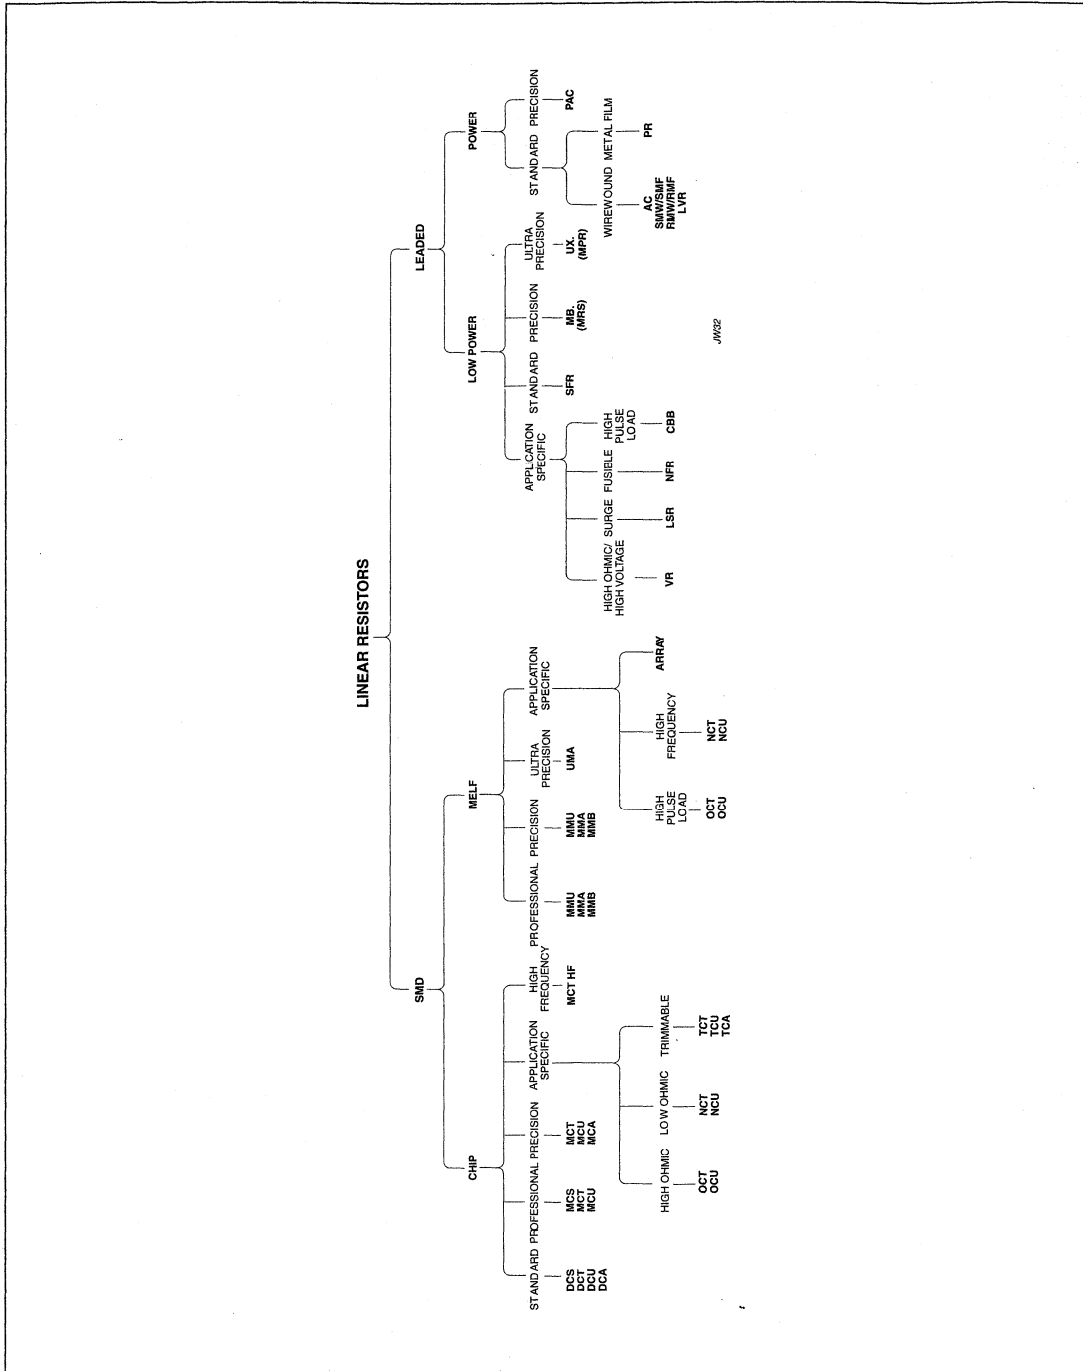 LINEAR RESISTORS
SMD
LEADED
CHIP
MELF
LOW POWER
POWER
STANDARD
PROFESSIONAL
PRECISION
APPLICATION
SPECIFIC
HIGH
FREQUENCY
DCS
DCT
DCU
DCA
MCS
MCT
MCU
MCT
MCU
MCA
MCT HF
HIGH OHMIC
LOW OHMIC
TRIMMABLE
OCT
OCU
NCT
NCU
TCT
TCU
TCA
PROFESSIONAL
PRECISION
ULTRA
PRECISION
APPLICATION
SPECIFIC
MMU
MMA
MMB
MMU
MMA
MMB
UMA
HIGH
PULSE
LOAD
HIGH
FREQUENCY
ARRAY
OCT
OCU
NCT
NCU
APPLICATION
SPECIFIC
STANDARD
PRECISION
ULTRA
PRECISION
SFR
MB.
(MRS)
UX.
(MPR)
HIGH OHMIC/
HIGH VOLTAGE
SURGE
FUSIBLE
HIGH
PULSE
LOAD
VR
LSR
NFR
CBB
STANDARD
PRECISION
PAC
WIREWOUND
METAL FILM
AC
SMW/SMF
RMW/RMF
LVR
PR
JW32